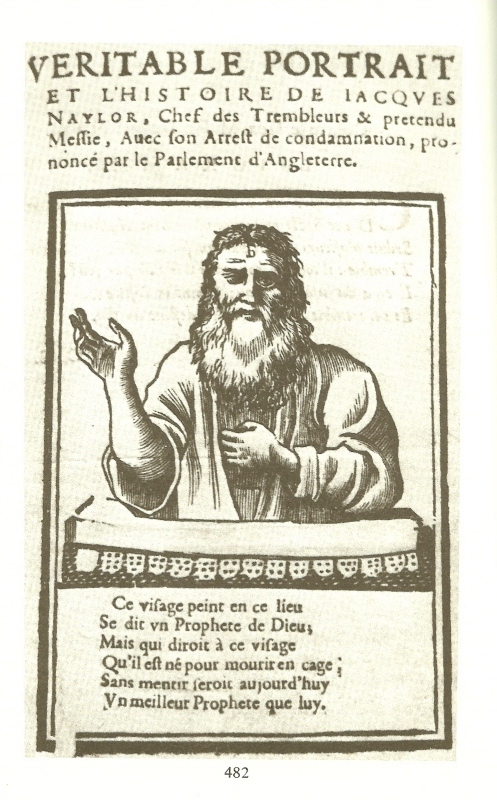 VERITABLE PORTRAIT
ET L'HISTOIRE DE IACQVES
NAYLOR, Chef des Trembleurs & pretendu
Meſſie, Auec ſon Arreſt de condamnation, pro-
noncé par le Parlement d'Angleterre.
B
Ce viſage peint en ce lieu
Se dit vn Prophete de Dieu;
Mais qui diroit à ce viſage
Qu'il eſt né pour mourir en cage;
Sans mentir ſeroit aujourd'huy
Vn meilleur Prophete que luy.
482